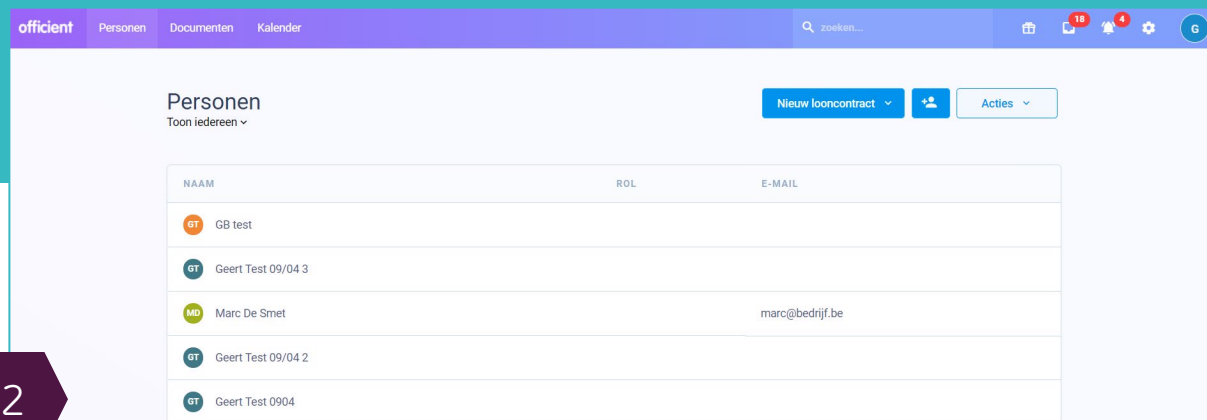 officient Personen Documenten Kalender zoeken... 18 4 G
Personen
Toon iedereen
Nieuw looncontract Acties
NAAM ROL E-MAIL
GT GB test
GT Geert Test 09/04 3
MD Marc De Smet marc@bedrijf.be
GT Geert Test 09/04 2
GT Geert Test 0904
2